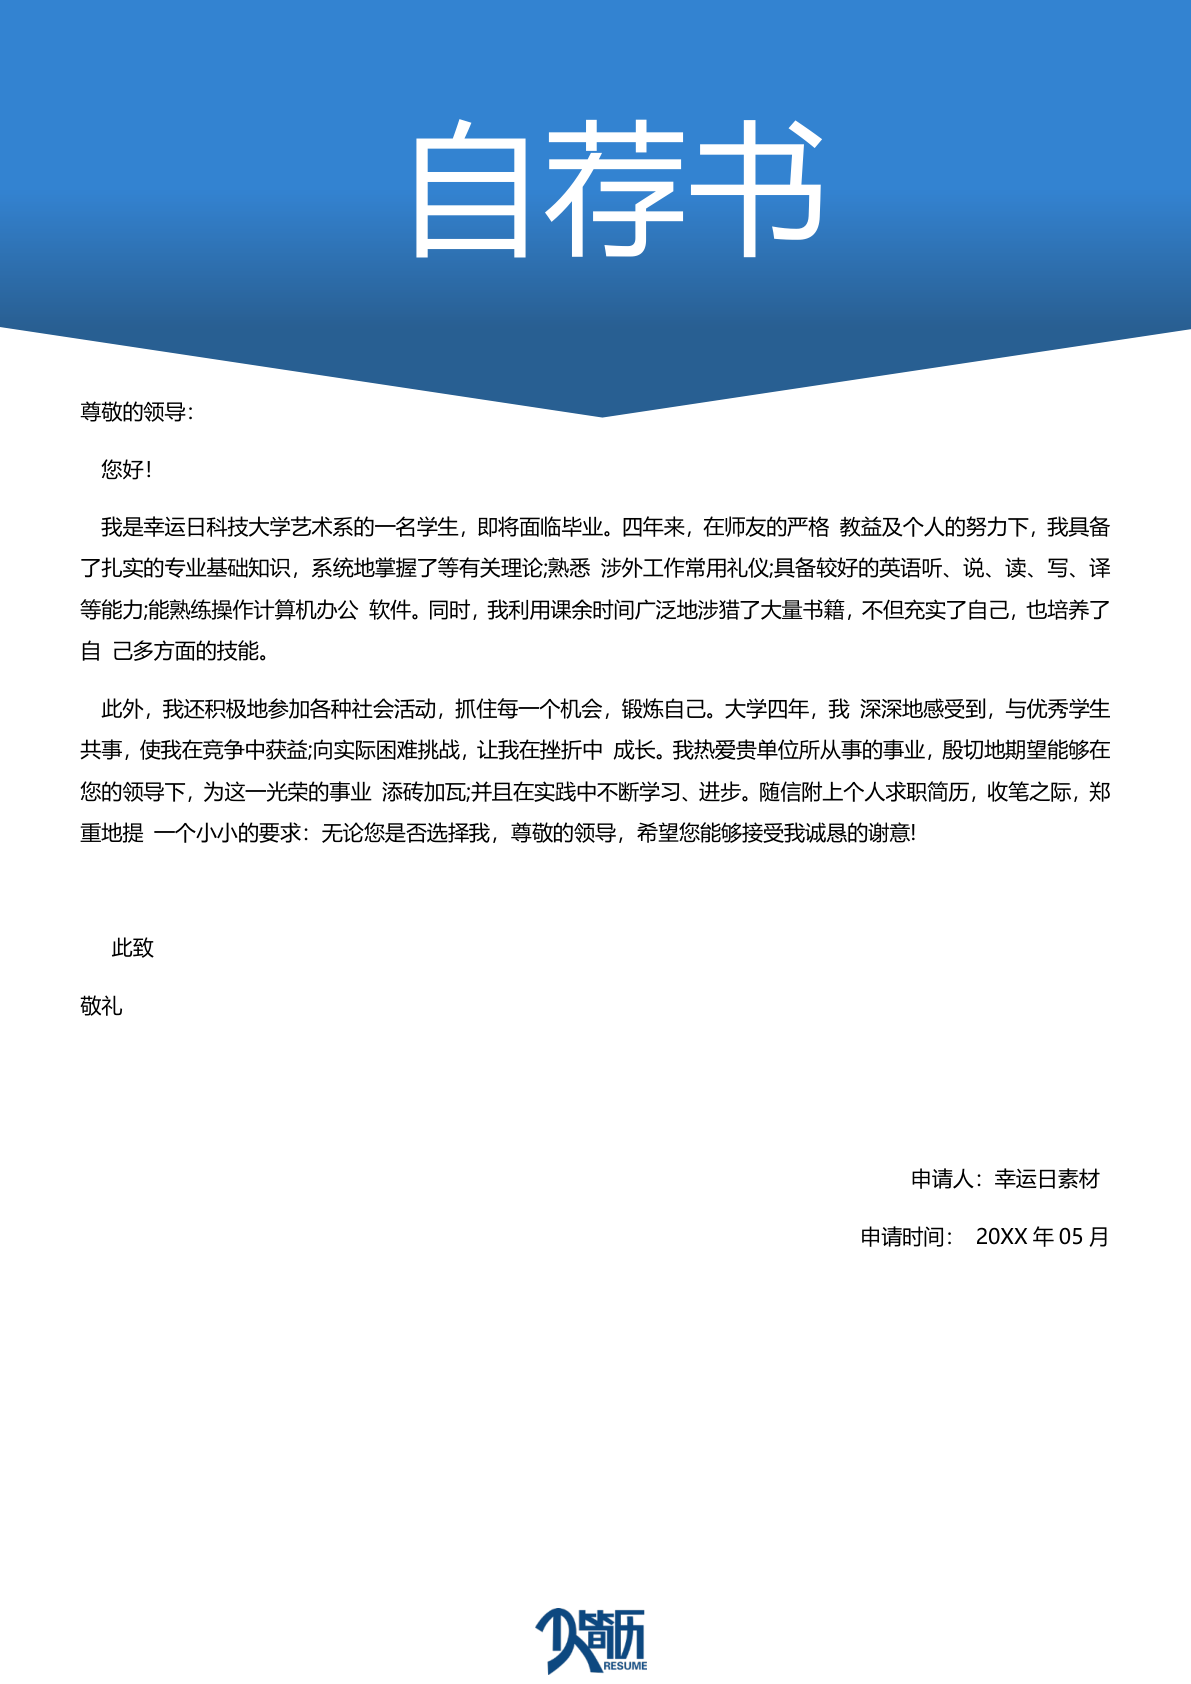 自荐书
尊敬的领导：
您好！
我是幸运日科技大学艺术系的一名学生，即将面临毕业。四年来，在师友的严格 教益及个人的努力下，我具备
了扎实的专业基础知识，系统地掌握了等有关理论;熟悉 涉外工作常用礼仪;具备较好的英语听、说、读、写、译
等能力;能熟练操作计算机办公 软件。同时，我利用课余时间广泛地涉猎了大量书籍，不但充实了自己，也培养了
自 己多方面的技能。
此外，我还积极地参加各种社会活动，抓住每一个机会，锻炼自己。大学四年，我 深深地感受到，与优秀学生
共事，使我在竞争中获益;向实际困难挑战，让我在挫折中 成长。我热爱贵单位所从事的事业，殷切地期望能够在
您的领导下，为这一光荣的事业 添砖加瓦;并且在实践中不断学习、进步。随信附上个人求职简历，收笔之际，郑
重地提 一个小小的要求：无论您是否选择我，尊敬的领导，希望您能够接受我诚恳的谢意!
此致
敬礼
申请人：幸运日素材
申请时间： 20XX 年 05 月
简历
RESUME